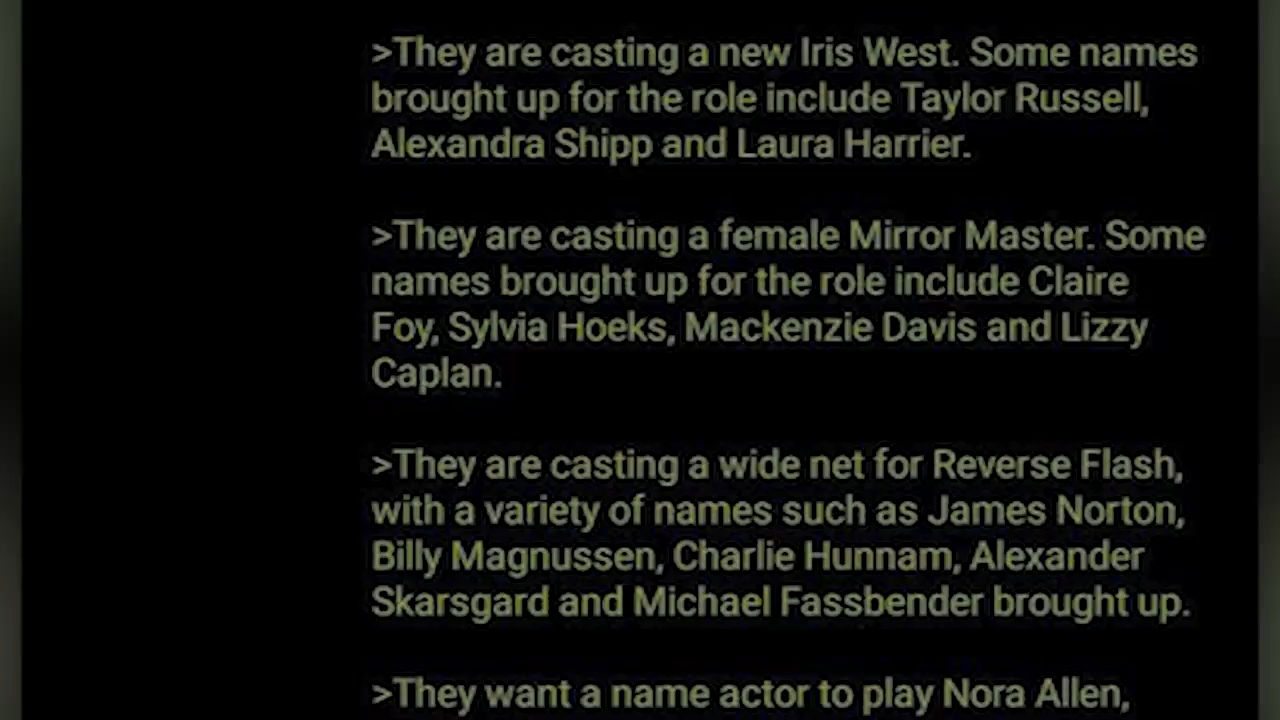 >They are casting a new Iris West. Some names
brought up for the role include Taylor Russell,
Alexandra Shipp and Laura Harrier.
>They are casting a female Mirror Master. Some
names brought up for the role include Claire
Foy, Sylvia Hoeks, Mackenzie Davis and Lizzy
Caplan.
>They are casting a wide net for Reverse Flash,
with a variety of names such as James Norton,
Billy Magnussen, Charlie Hunnam, Alexander
Skarsgard and Michael Fassbender brought up.
>They want a name actor to play Nora Allen,